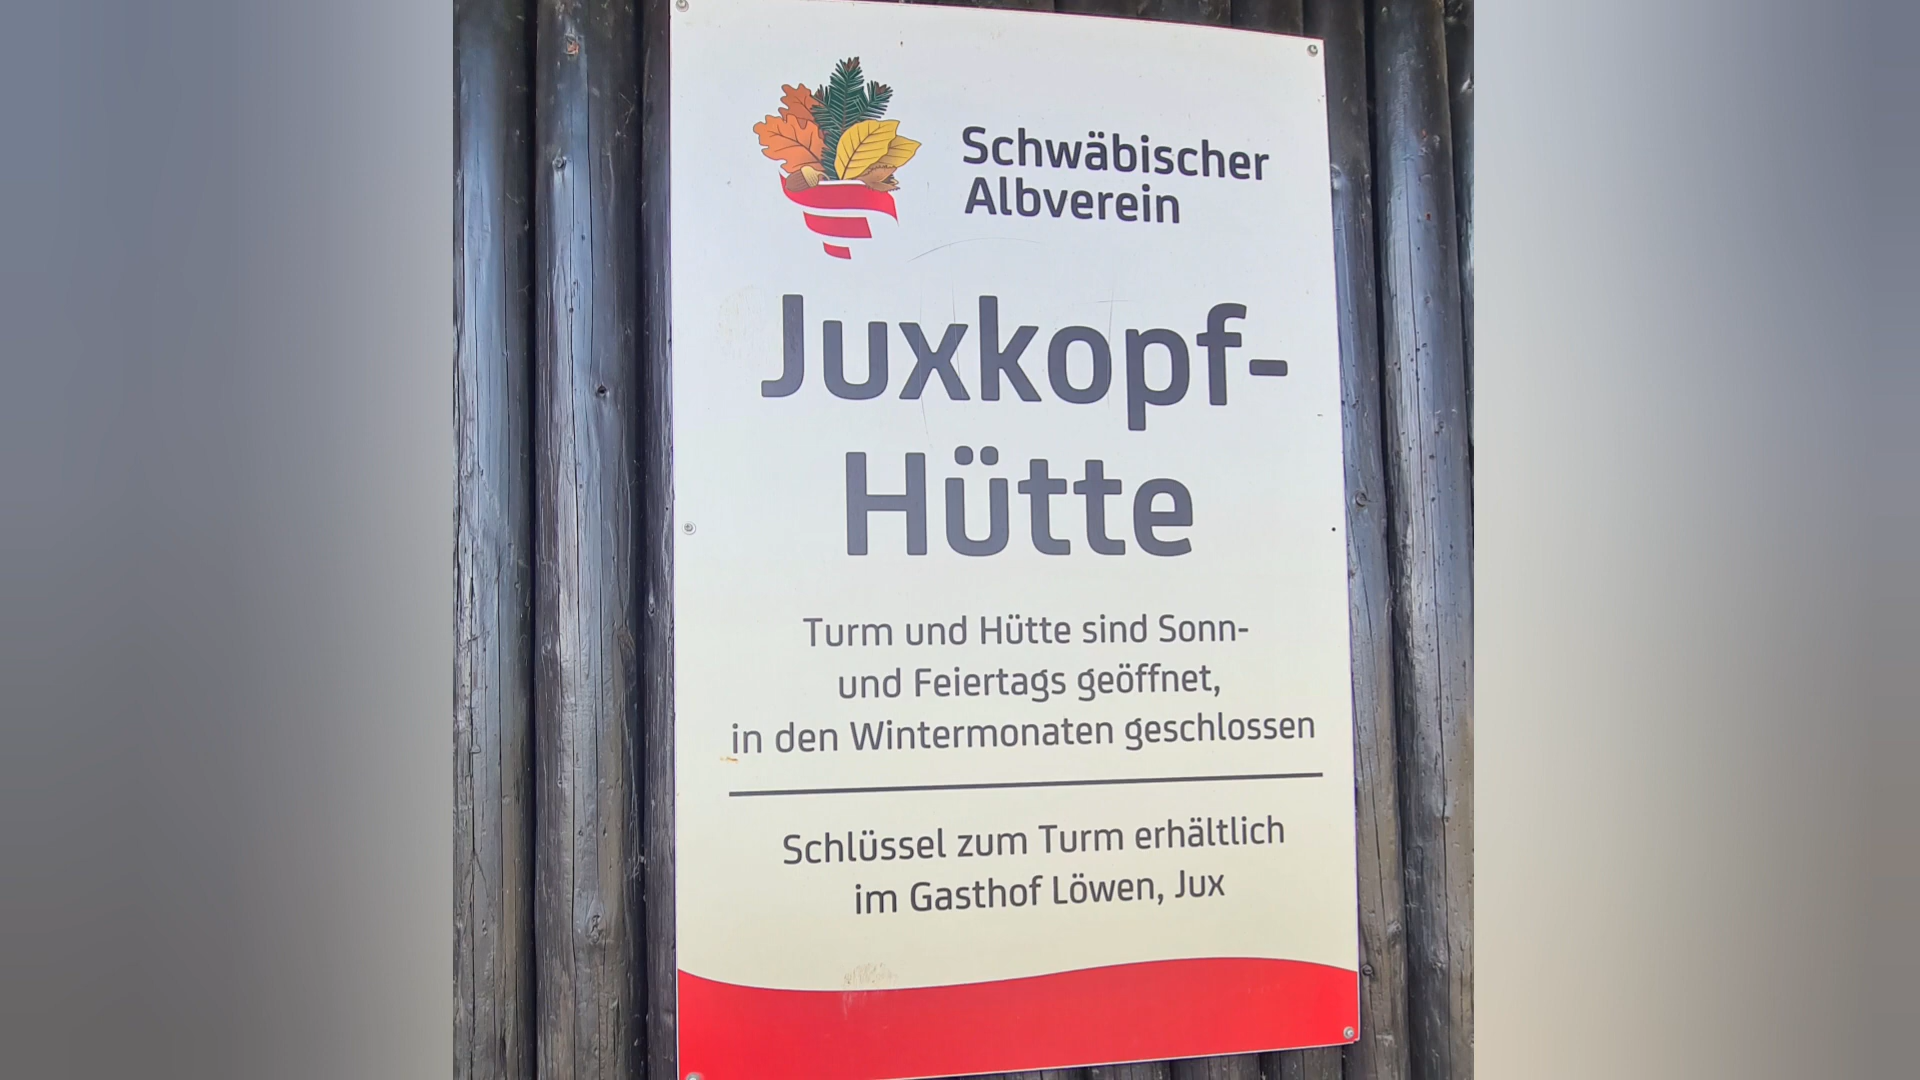 Schwäbischer
Albverein
Juxkopf-
Hütte
Turm und Hütte sind Sonn-
und Feiertags geöffnet,
in den Wintermonaten geschlossen
Schlüssel zum Turm erhältlich
im Gasthof Löwen, Jux